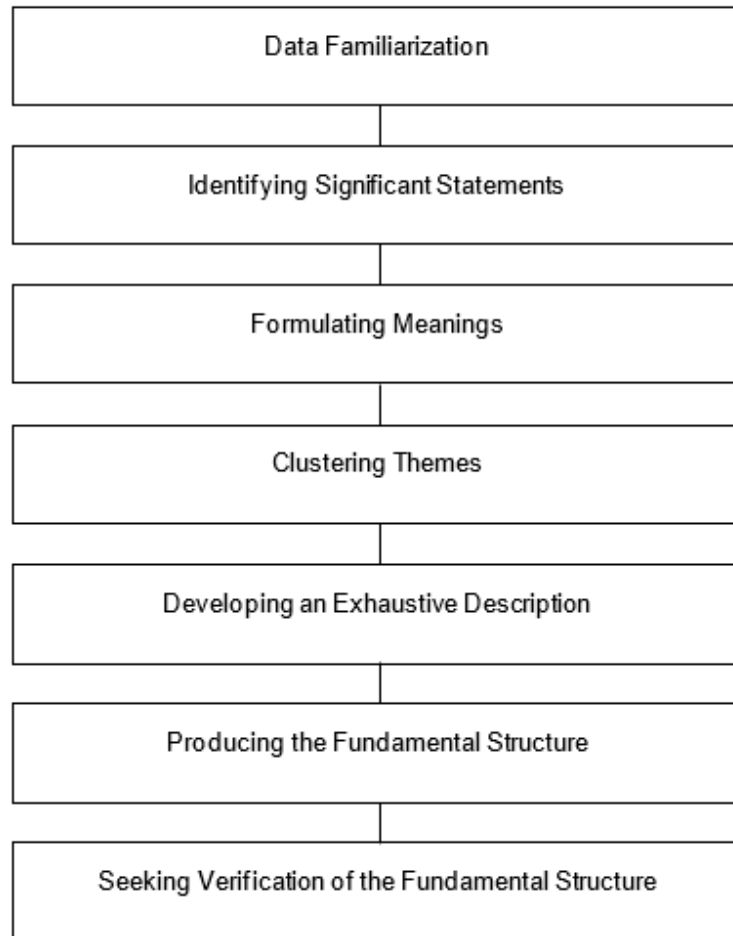 Data Familiarization
Identifying Significant Statements
Formulating Meanings
Clustering Themes
Developing an Exhaustive Description
Producing the Fundamental Structure
Seeking Verification of the Fundamental Structure